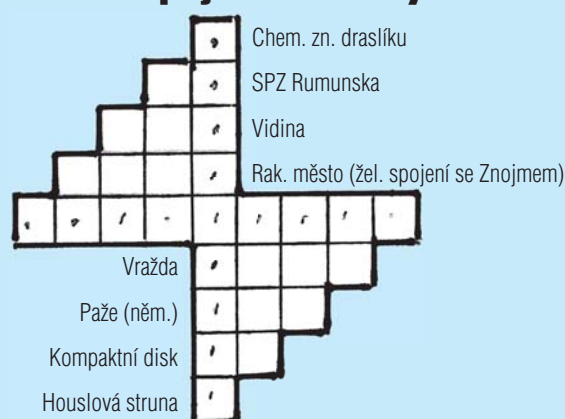 Chem. zn. draslíku
SPZ Rumunska
Vidina
Rak. město (žel. spojení se Znojmem)
Vražda
Paže (něm.)
Kompaktní disk
Houslová struna